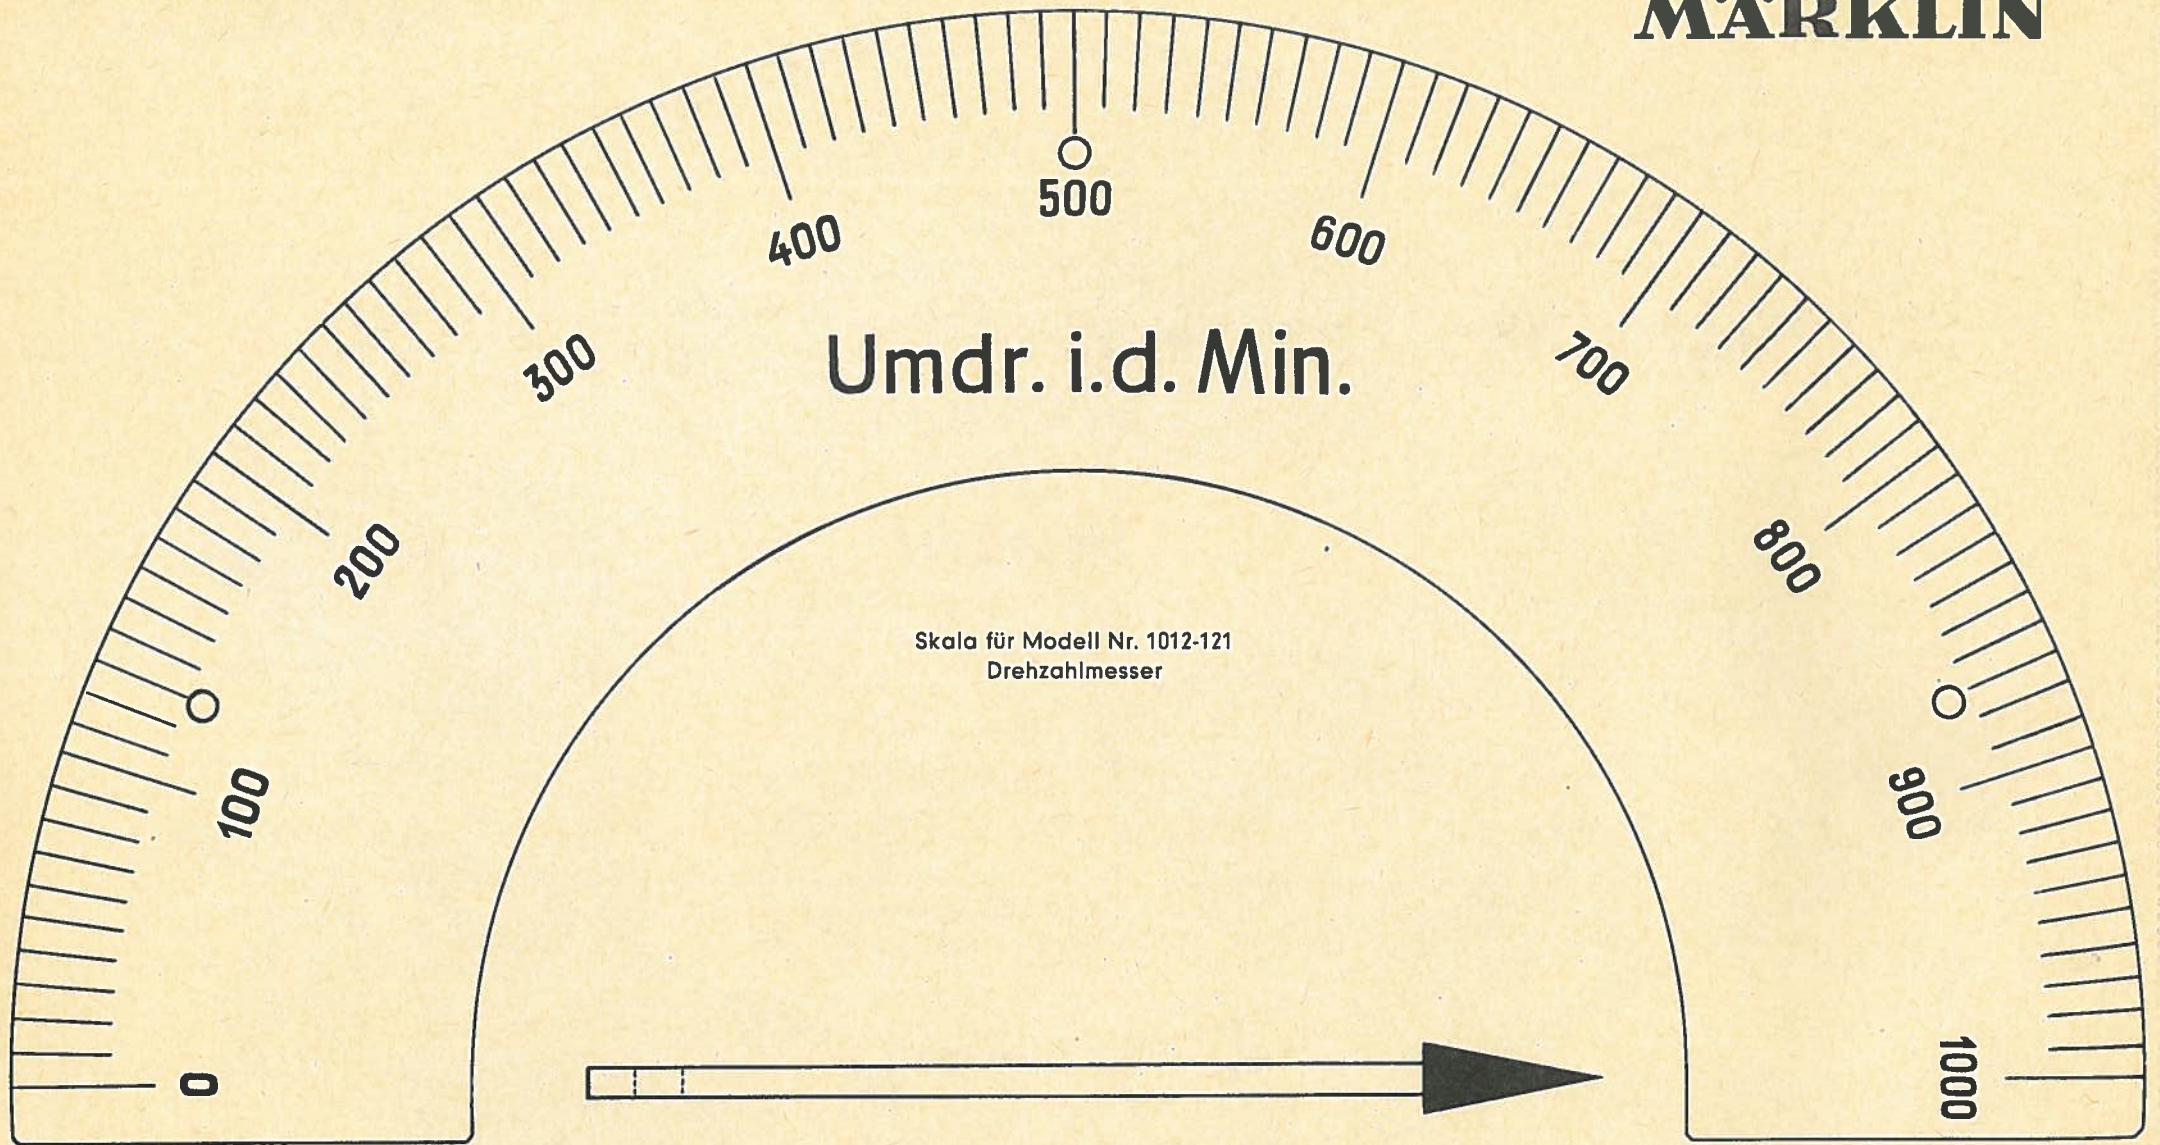 MÄRKLIN
500
400
600
300
700
Umdr. i.d. Min.
200
800
Skala für Modell Nr. 1012-121
Drehzahlmesser
100
900
0
1000